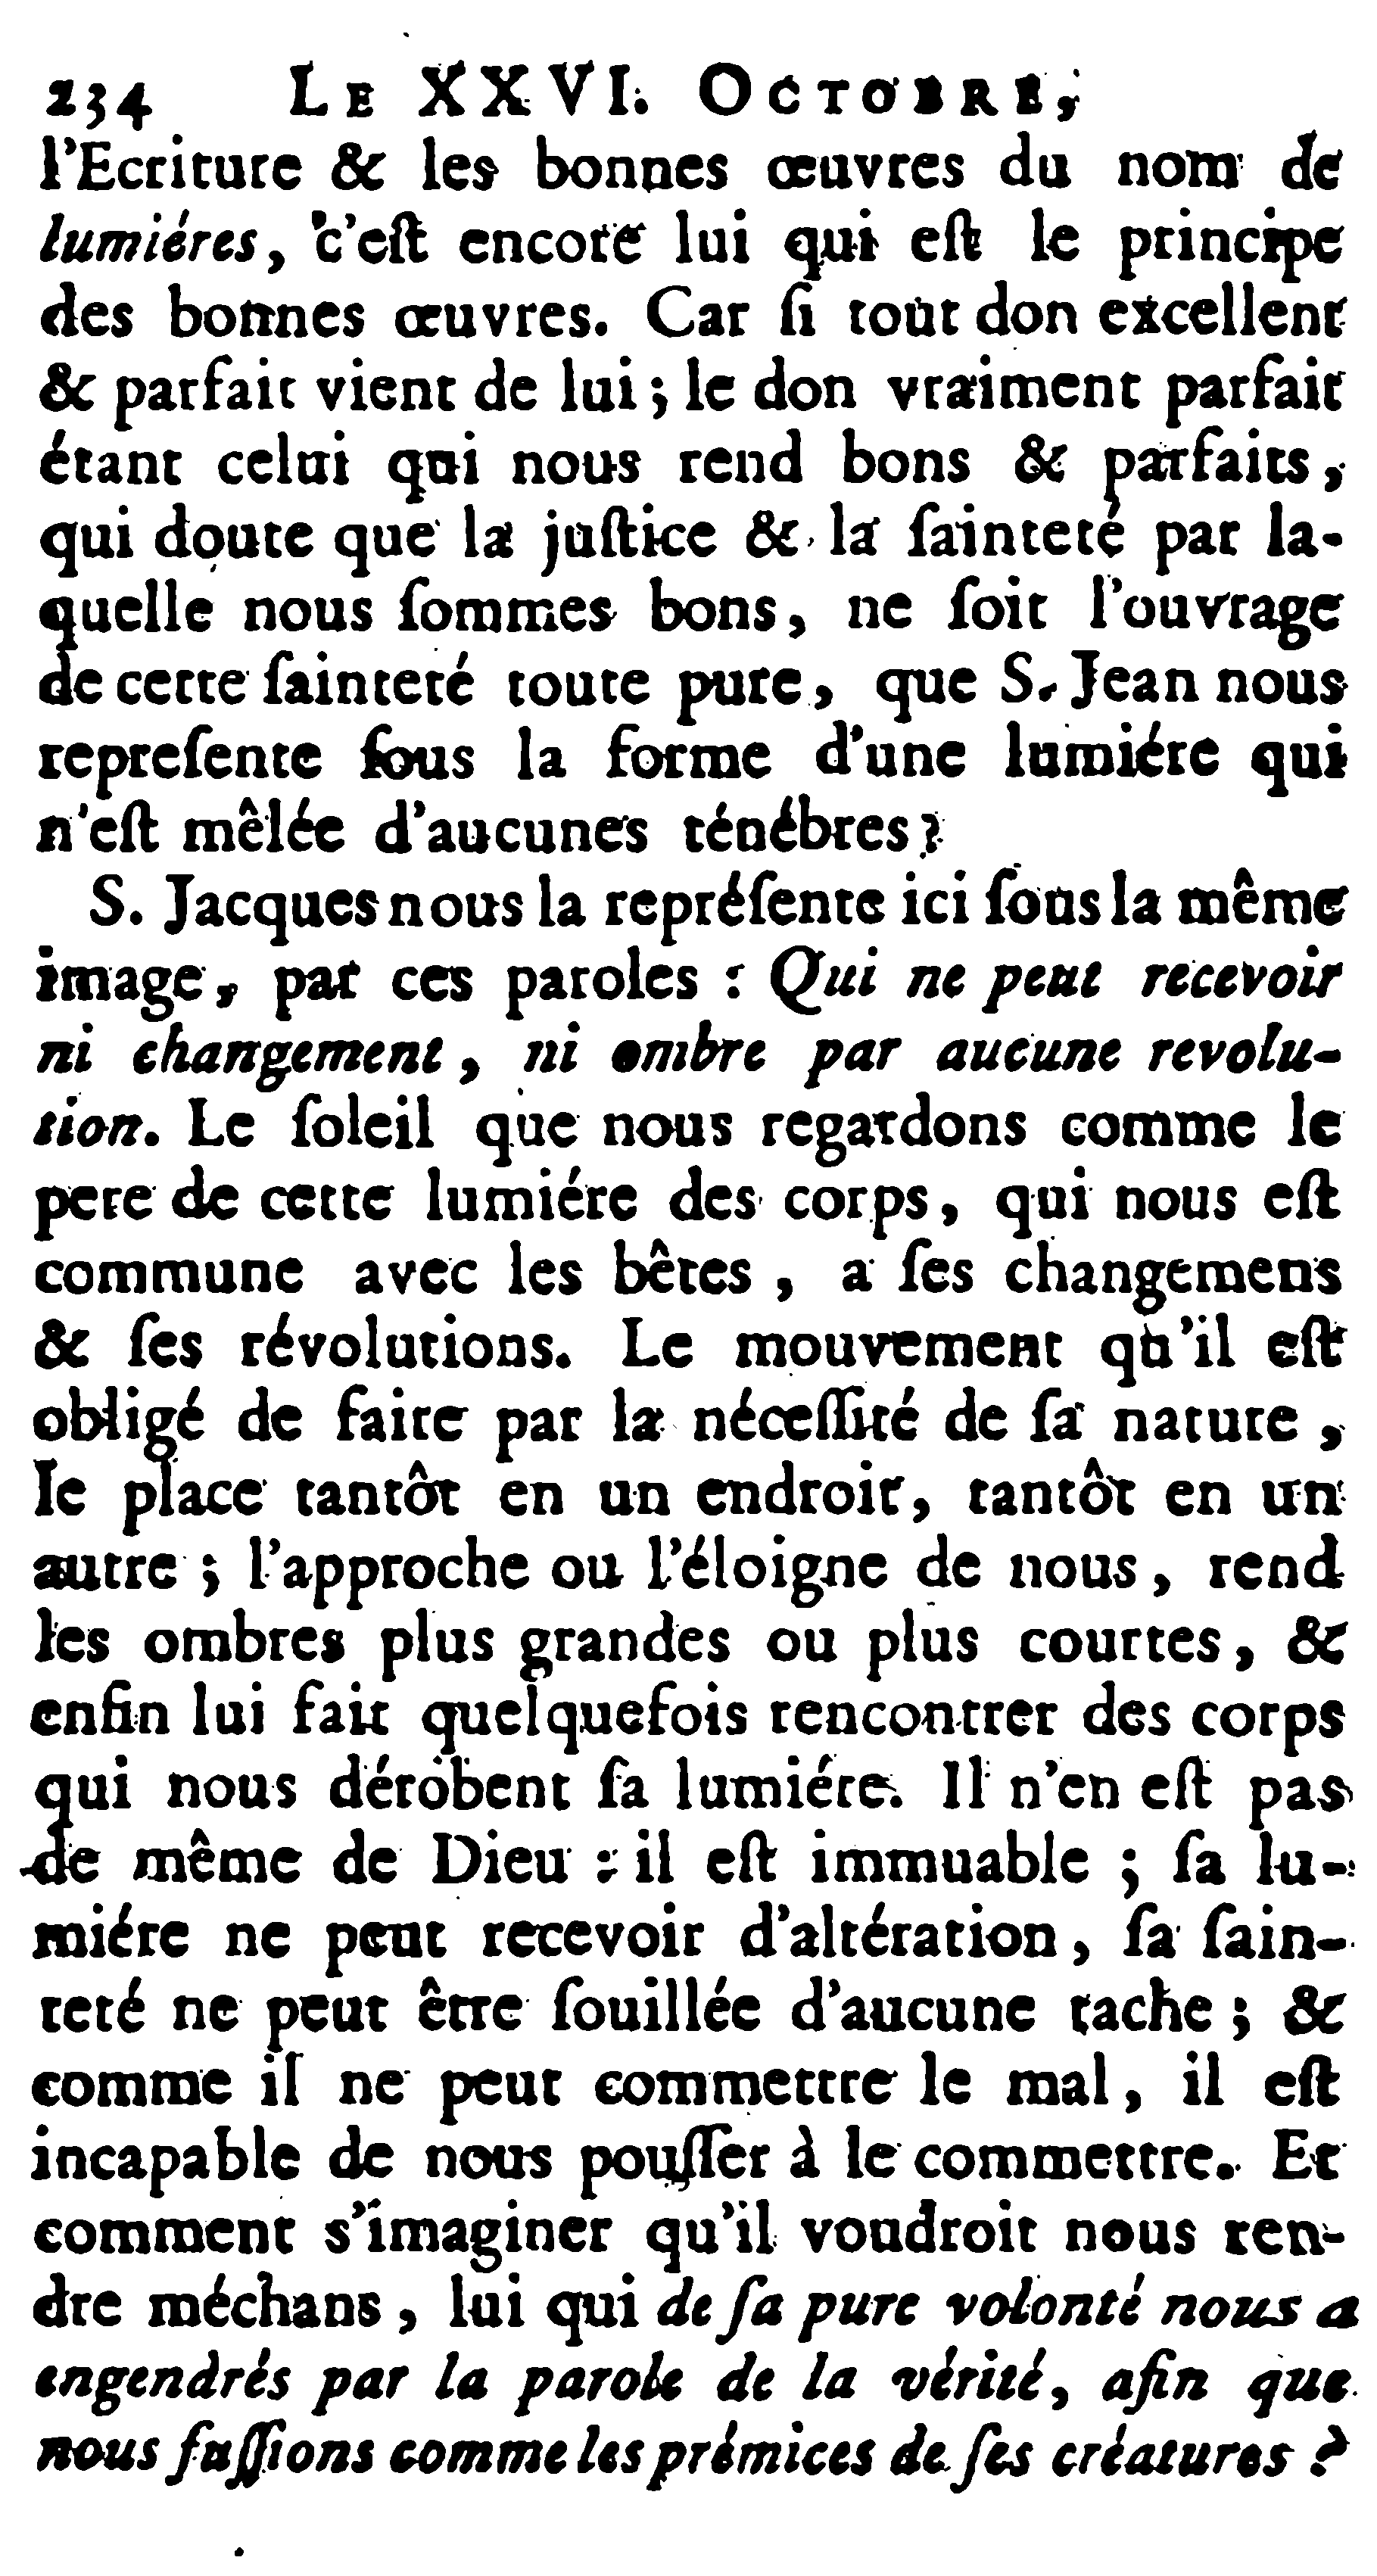 234 LE XXVI. OCTOBRE,
l'Ecriture & les bonnes œuvres du nom de
lumiéres, c'eſt encore lui qui eſt le principe
des bonnes œuvres. Car ſi tout don excellent
& parfait vient de lui ; le don vraiment parfait
étant celui qui nous rend bons & parfaits,
qui doute que la juſtice & la ſainteté par la-
quelle nous ſommes bons, ne ſoit l'ouvrage
de cette ſainteté toute pure, que S. Jean nous
repreſente ſous la forme d'une lumiére qui
n'eſt mêlée d'aucunes ténébres ?
S. Jacques nous la repréſente ici ſous la même
image, par ces paroles : Qui ne peut recevoir
ni changement, ni ombre par aucune revolu-
tion. Le ſoleil que nous regardons comme le
pere de cette lumiére des corps, qui nous eſt
commune avec les bêtes, a ſes changemens
& ſes révolutions. Le mouvement qu'il eſt
obligé de faire par la néceſſité de ſa nature,
le place tantôt en un endroit, tantôt en un
autre ; l'approche ou l'éloigne de nous, rend
les ombres plus grandes ou plus courtes, &
enfin lui fait quelquefois rencontrer des corps
qui nous dérobent ſa lumiére. Il n'en eſt pas
de même de Dieu : il eſt immuable ; ſa lu-
miére ne peut recevoir d'altération, ſa ſain-
teté ne peut être ſouillée d'aucune tache ; &
comme il ne peut commettre le mal, il eſt
incapable de nous pouſſer à le commettre. Et
comment s'imaginer qu'il voudroit nous ren-
dre méchans, lui qui de ſa pure volonté nous a
engendrés par la parole de la vérité, afin que
nous fuſſions comme les prémices de ſes créatures ?